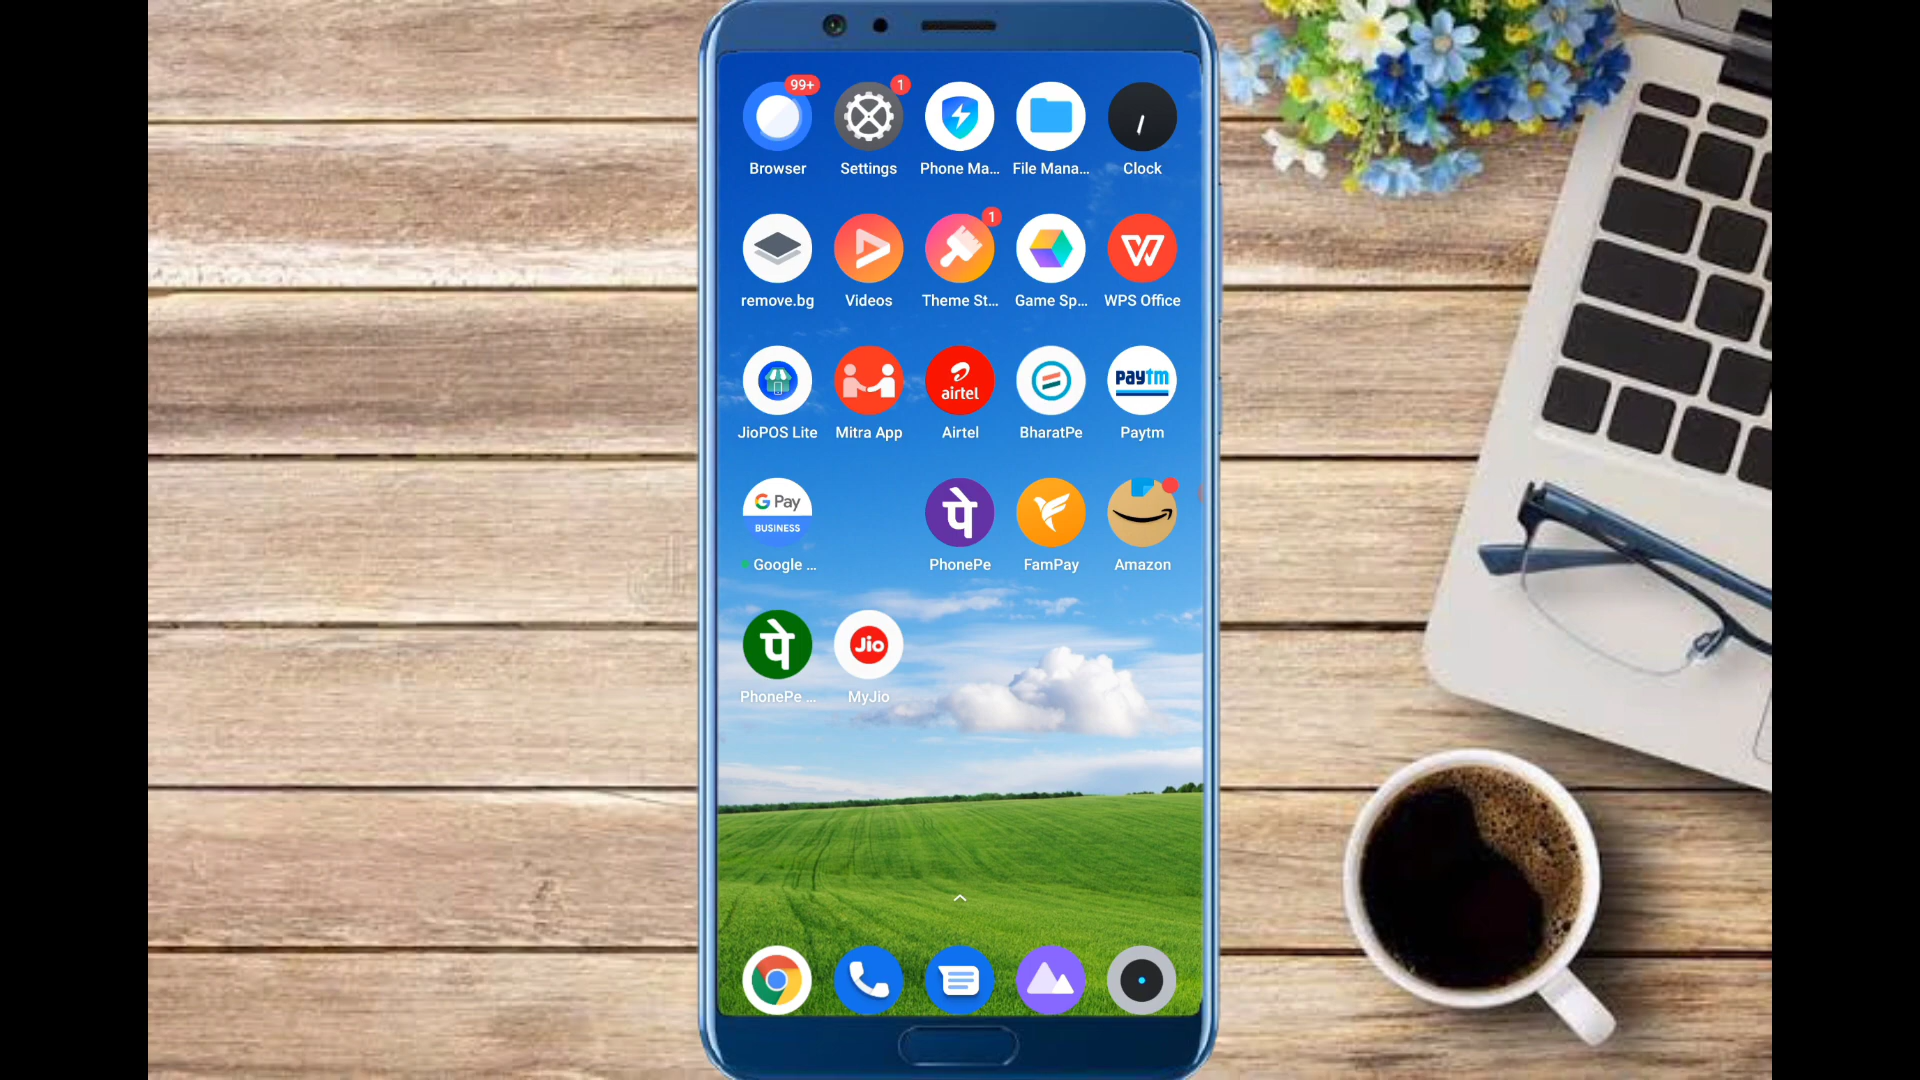 99+
1
Browser
Settings
Phone Ma...
File Mana...
Clock
1
remove.bg
Videos
Theme St...
Game Sp...
WPS Office
airtel
paytm
JioPOS Lite
Mitra App
Airtel
BharatPe
Paytm
G Pay
BUSINESS
पे
Google ...
PhonePe
FamPay
Amazon
पे
Jio
PhonePe ...
MyJio